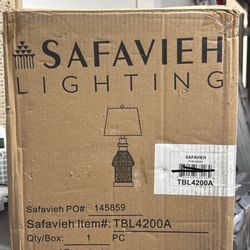 SAFAVIEH
LIGHTING
SAFAVIEH
TBL4200A
Safavieh PO#: 145859
Safavieh Item#: TBL4200A
Qty/Box: 1 PC